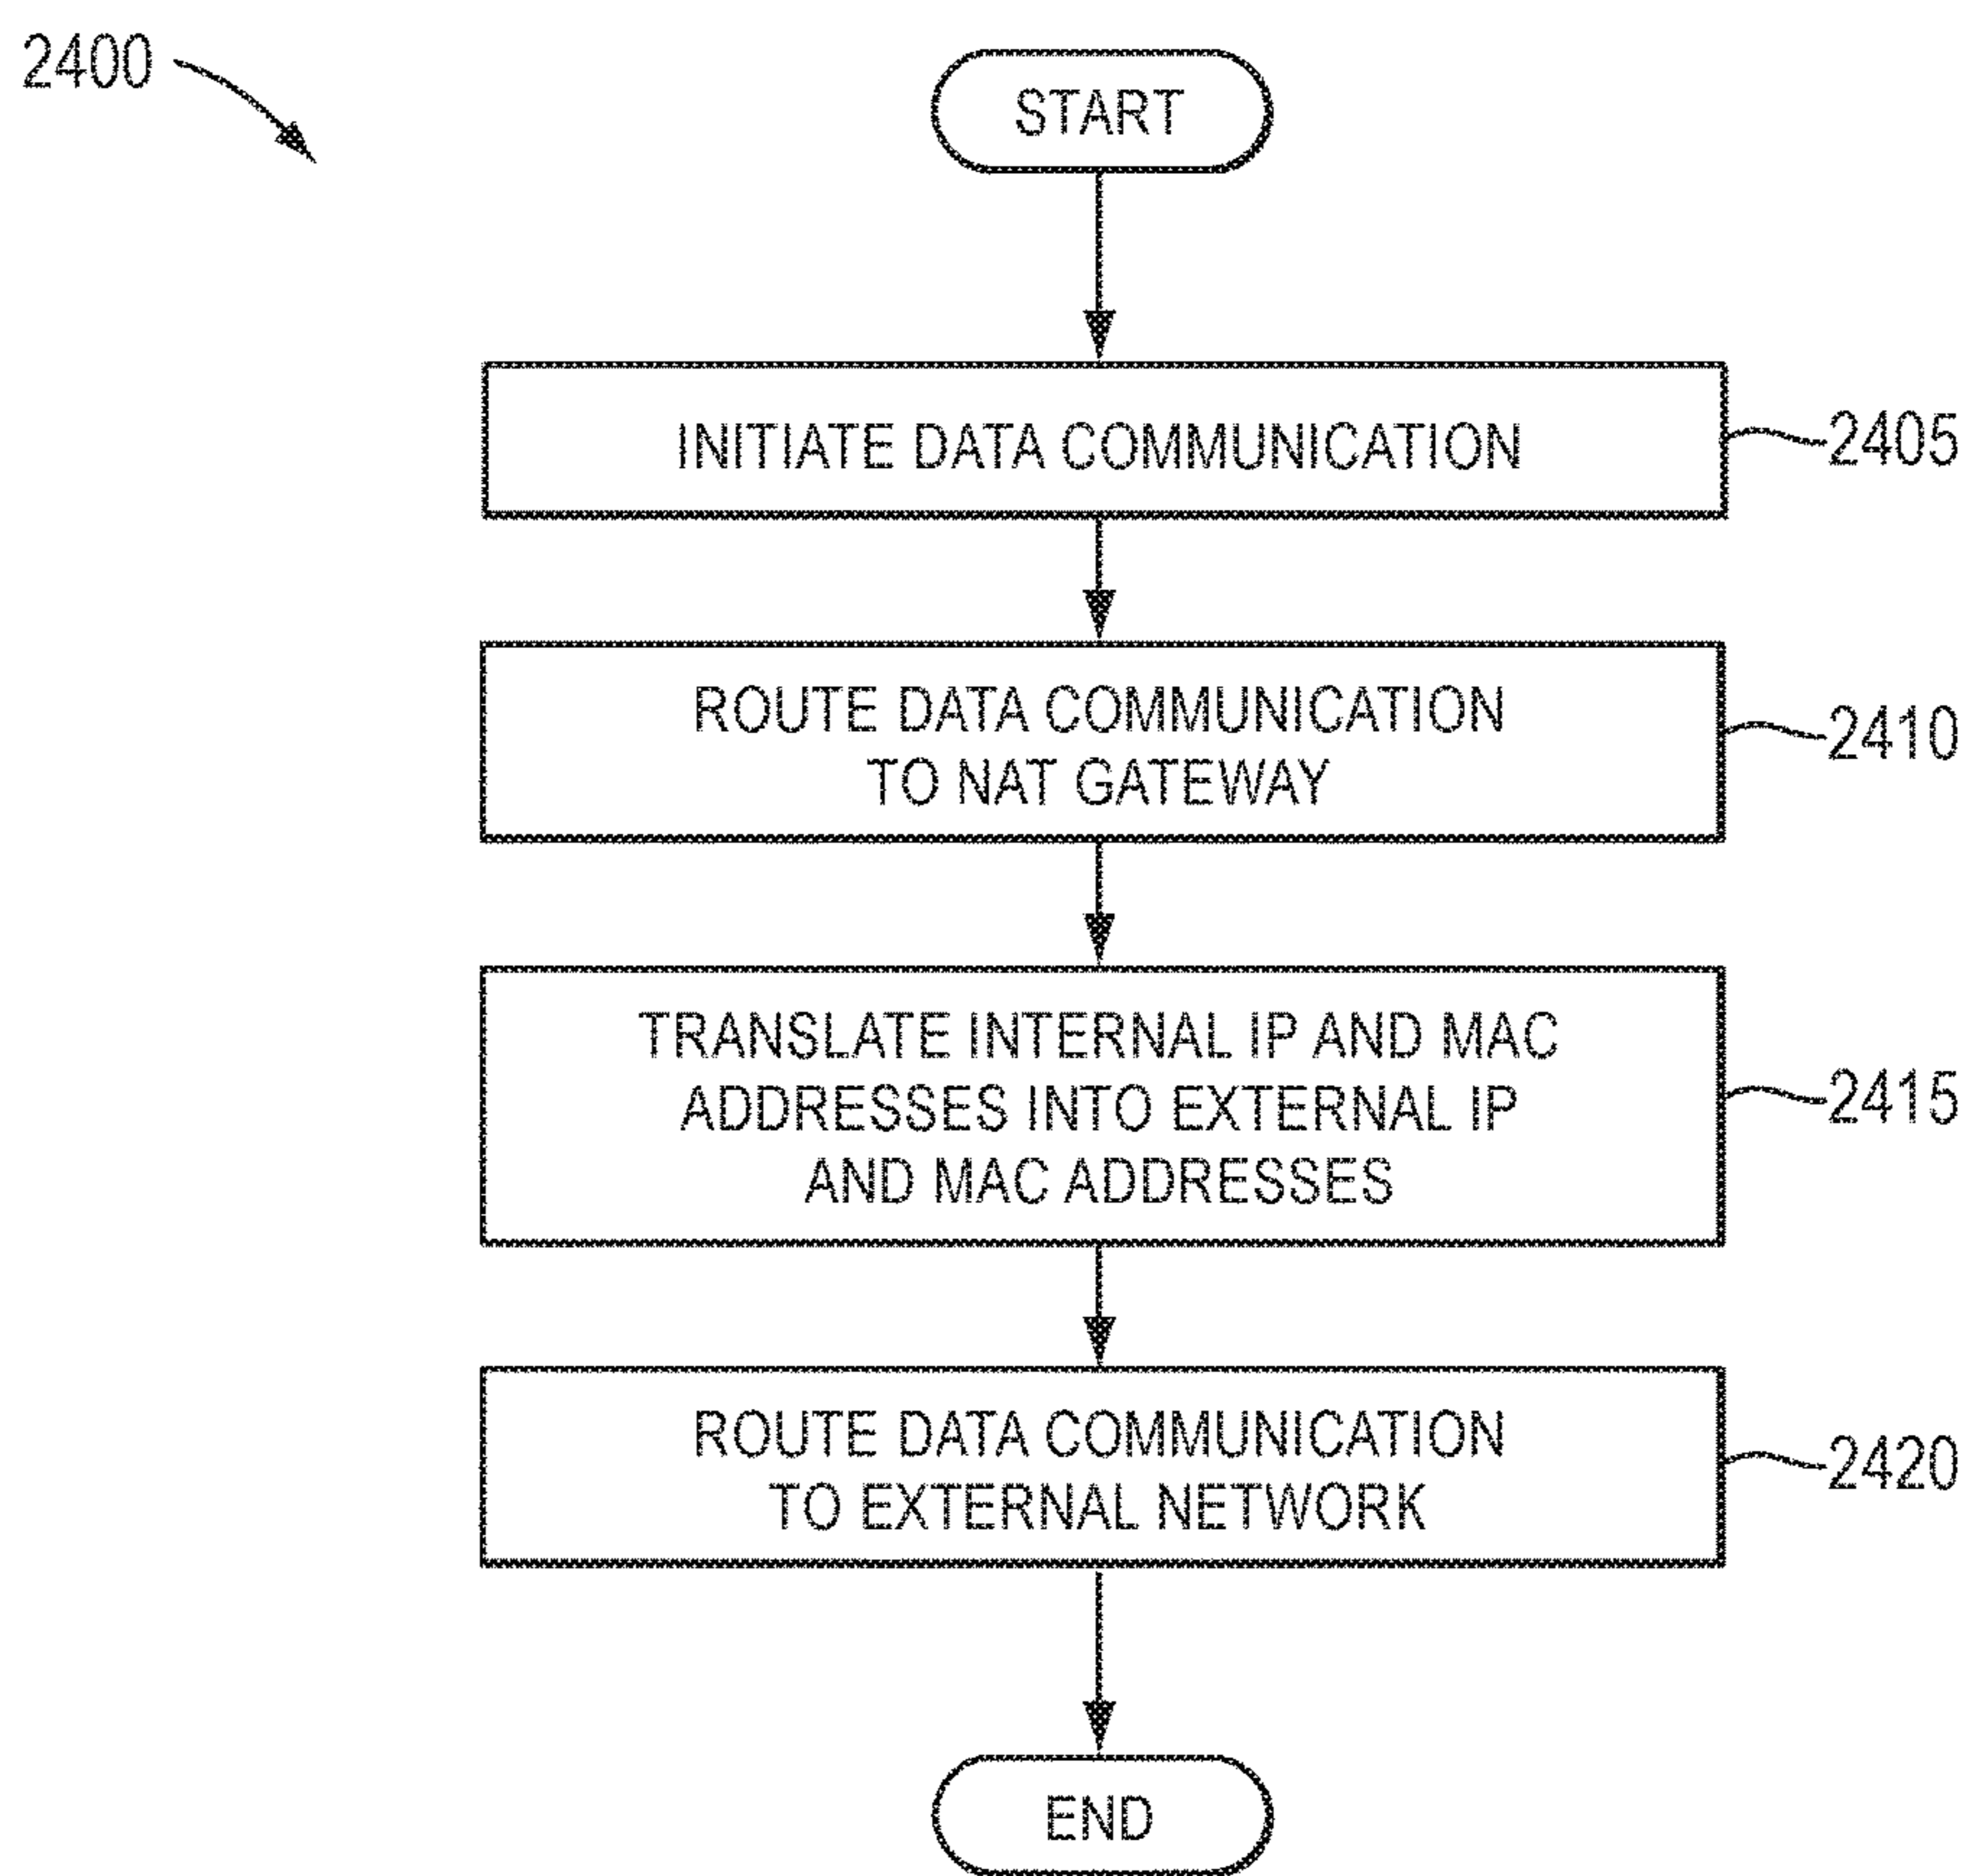 2400
START
INITIATE DATA COMMUNICATION
2405
ROUTE DATA COMMUNICATION
TO NAT GATEWAY
2410
TRANSLATE INTERNAL IP AND MAC
ADDRESSES INTO EXTERNAL IP
AND MAC ADDRESSES
2415
ROUTE DATA COMMUNICATION
TO EXTERNAL NETWORK
2420
END